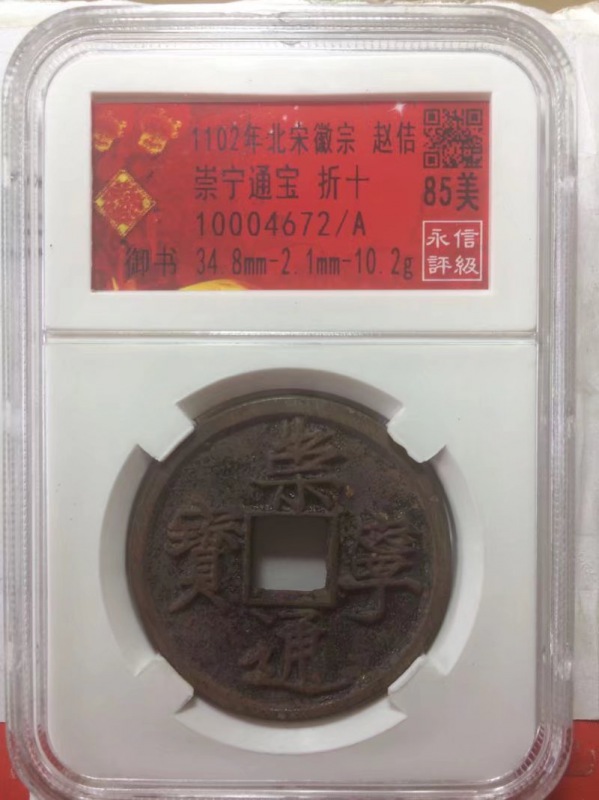 1102年北宋徽宗 赵佶
崇宁通宝 折十
85美
10004672/A
御书 34.8mm-2.1mm-10.2g
永信
評級
崇寧通寳